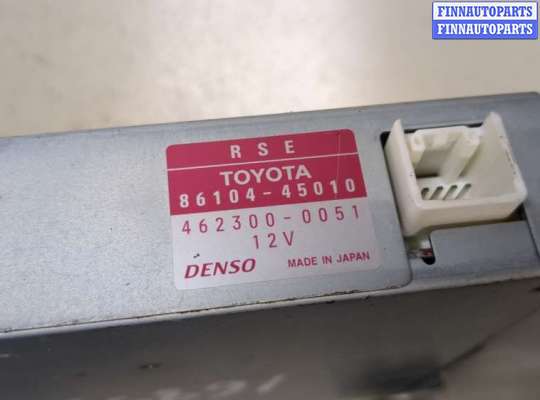 FINNAUTOPARTS
FINNAUTOPARTS
RSE
TOYOTA
86104-45010
462300-0051
12V
DENSO MADE IN JAPAN